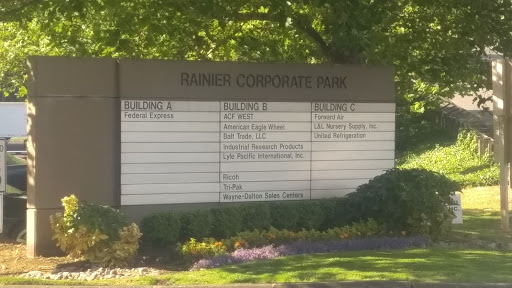 RAINIER CORPORATE PARK
BUILDING A
Federal Express
BUILDING B
ACF WEST
American Eagle Wheel
Balt Trade, LLC
Industrial Research Products
Lyle Pacific International, Inc.
Ricoh
Tri-Pak
Wayne-Dalton Sales Centers
BUILDING C
Forward Air
L&L Nursery Supply, Inc.
United Refrigeration